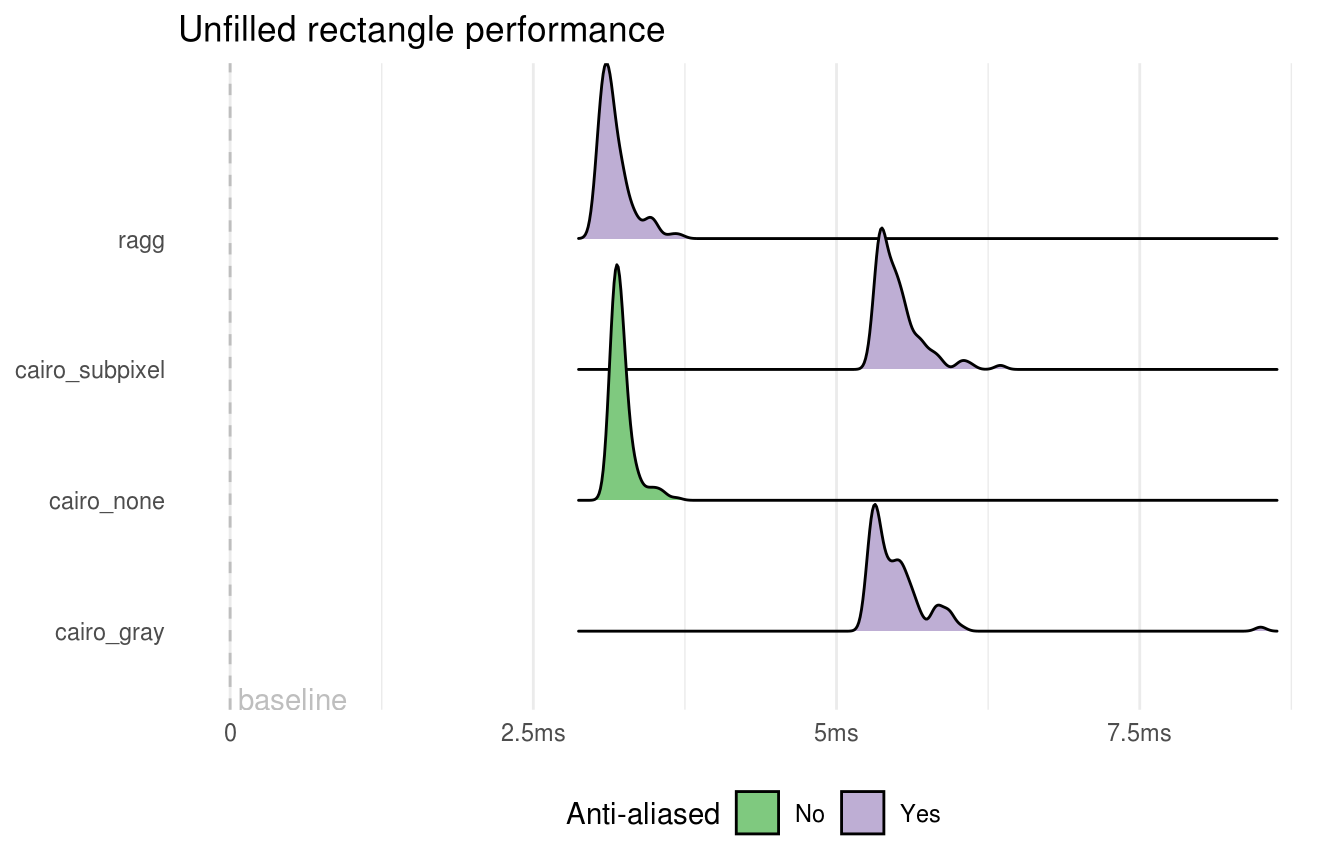 Unfilled rectangle performance
ragg
cairo_subpixel
cairo_none
cairo_gray
baseline
0 2.5ms 5ms 7.5ms
Anti-aliased No Yes